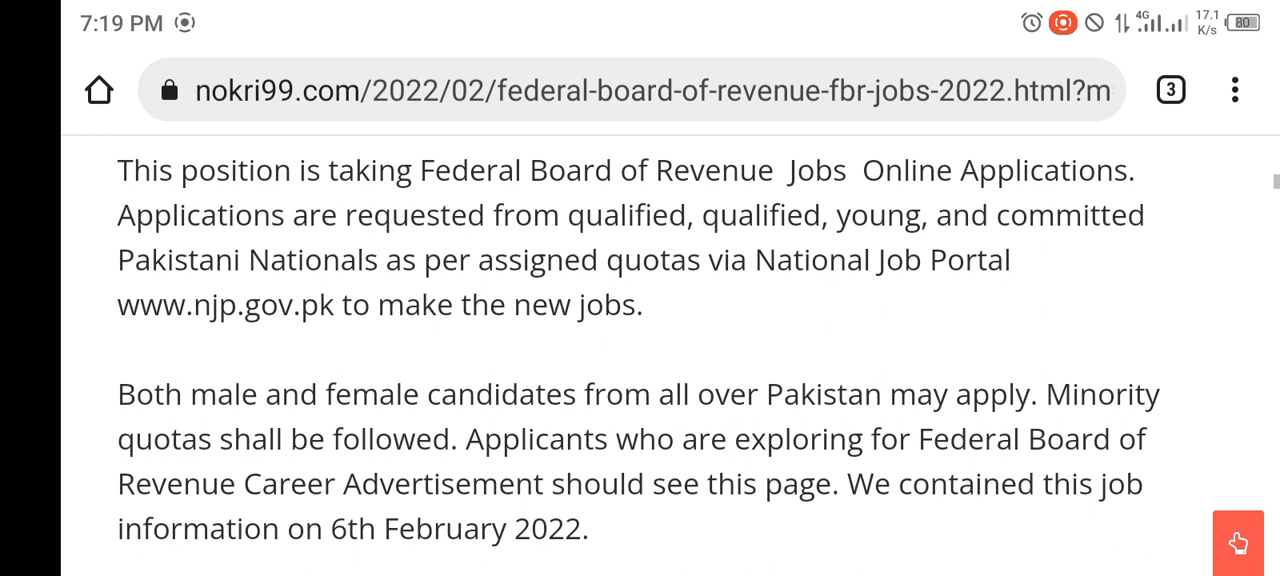 7:19 PM 4G 17.1 K/s 80
nokri99.com/2022/02/federal-board-of-revenue-fbr-jobs-2022.html?m 3
This position is taking Federal Board of Revenue Jobs Online Applications.
Applications are requested from qualified, qualified, young, and committed
Pakistani Nationals as per assigned quotas via National Job Portal
www.njp.gov.pk to make the new jobs.
Both male and female candidates from all over Pakistan may apply. Minority
quotas shall be followed. Applicants who are exploring for Federal Board of
Revenue Career Advertisement should see this page. We contained this job
information on 6th February 2022.